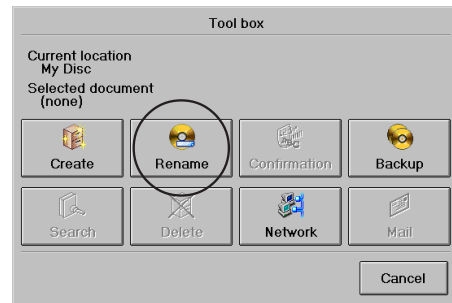 Tool box
Current location
My Disc
Selected document
(none)
Create Rename Confirmation Backup
Search Delete Network Mail
Cancel